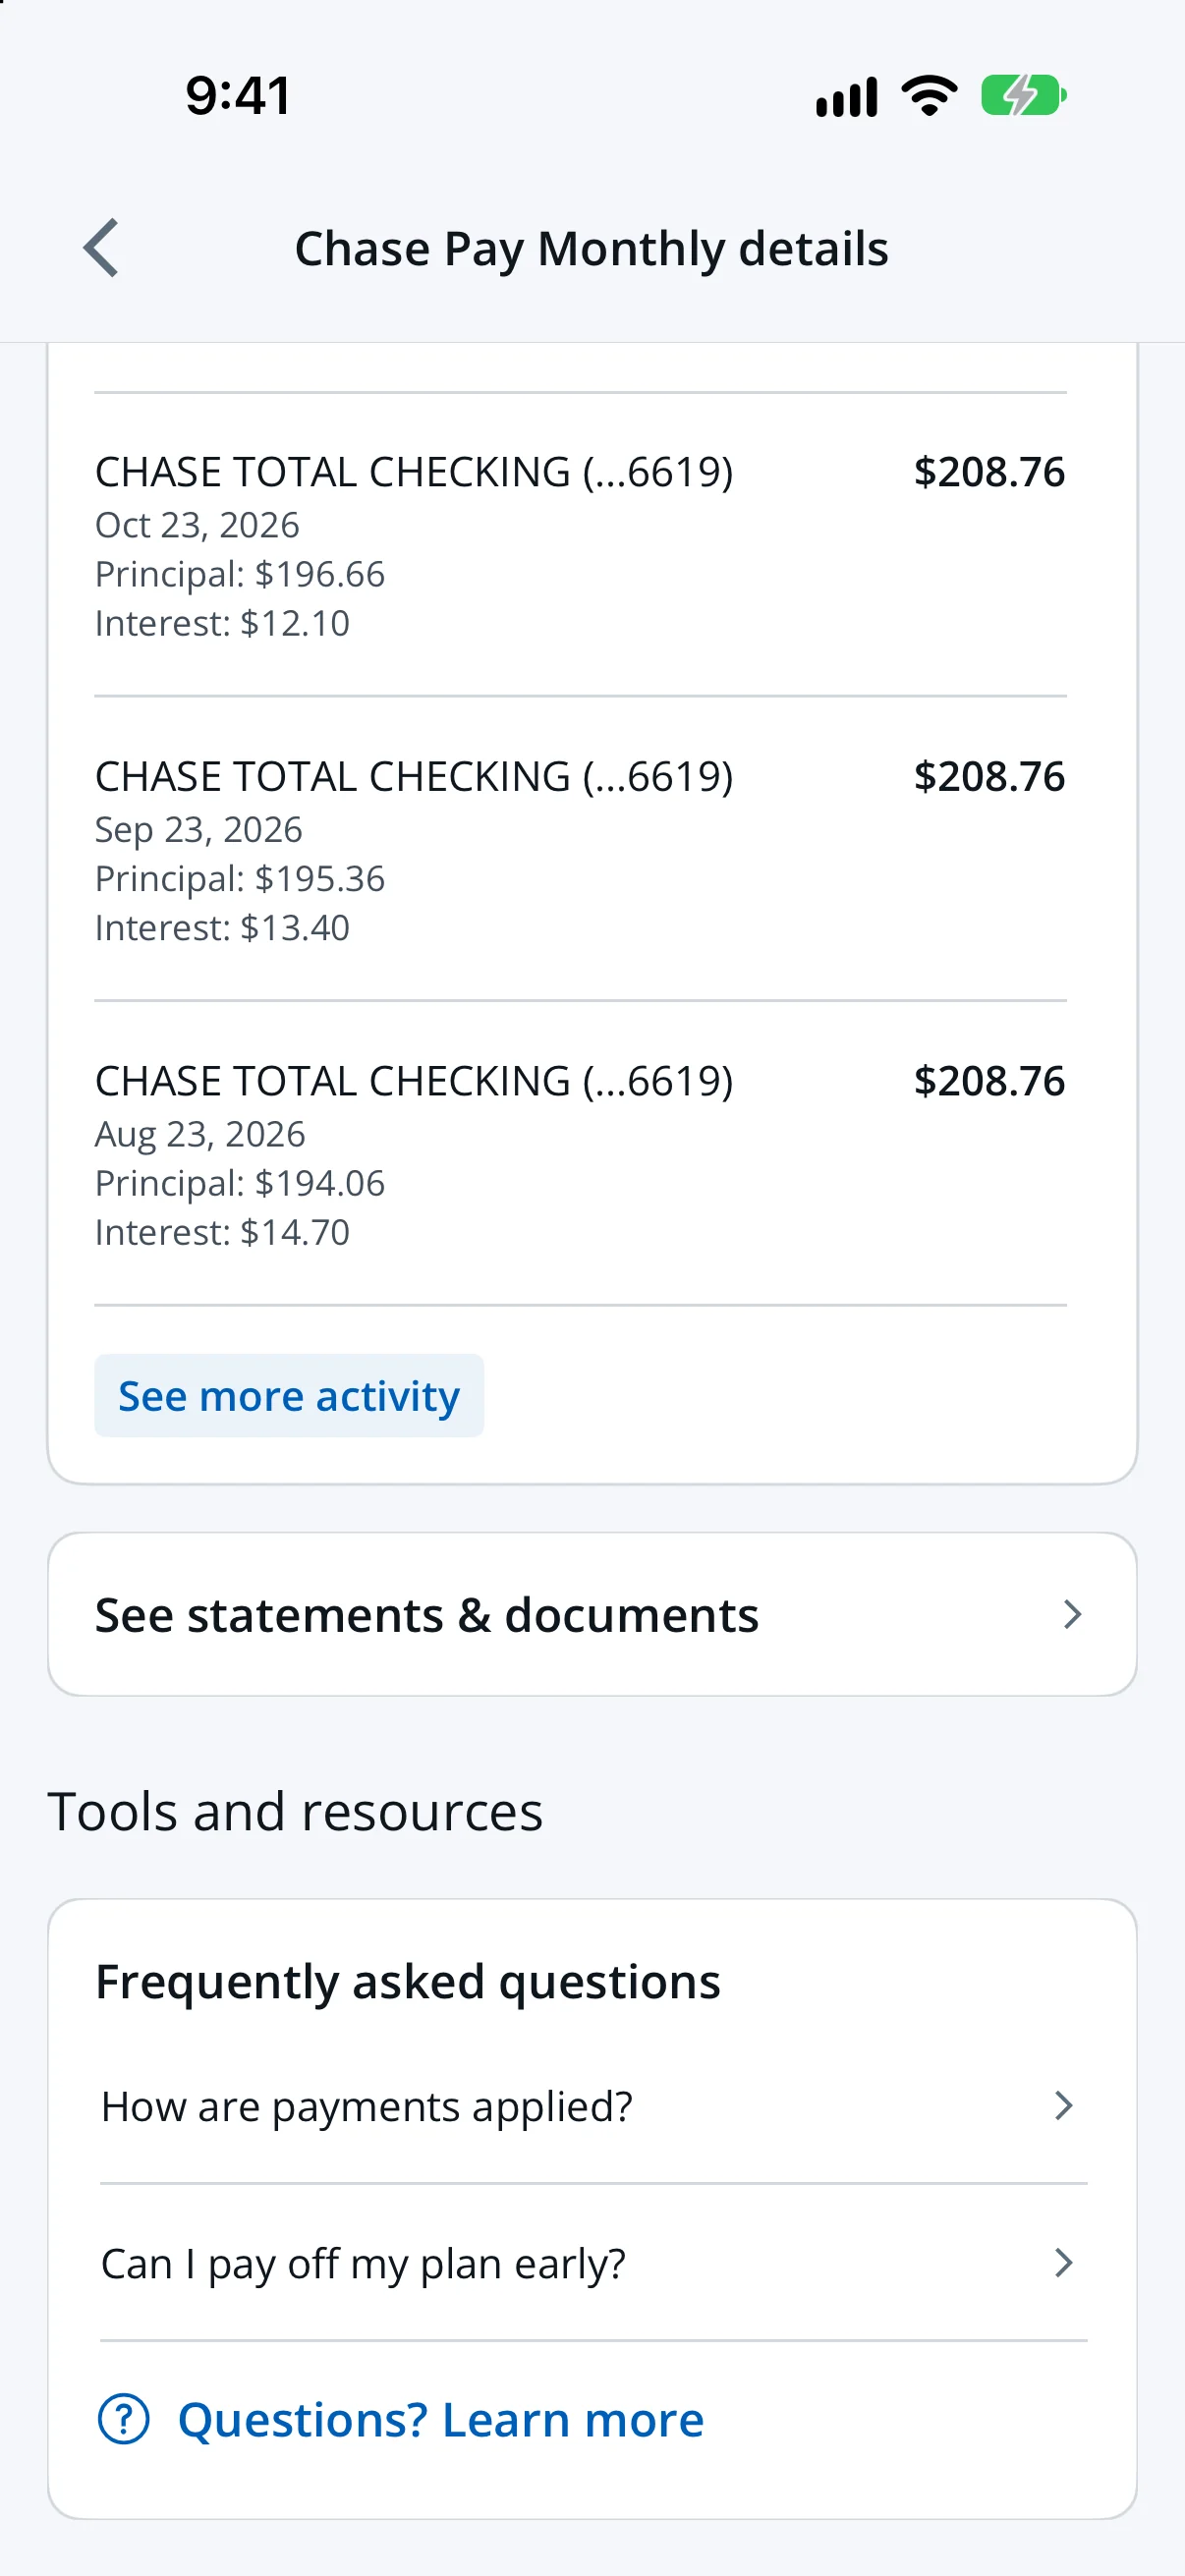 9:41
Chase Pay Monthly details
CHASE TOTAL CHECKING (...6619) $208.76
Oct 23, 2026
Principal: $196.66
Interest: $12.10
CHASE TOTAL CHECKING (...6619) $208.76
Sep 23, 2026
Principal: $195.36
Interest: $13.40
CHASE TOTAL CHECKING (...6619) $208.76
Aug 23, 2026
Principal: $194.06
Interest: $14.70
See more activity
See statements & documents
Tools and resources
Frequently asked questions
How are payments applied?
Can I pay off my plan early?
? Questions? Learn more